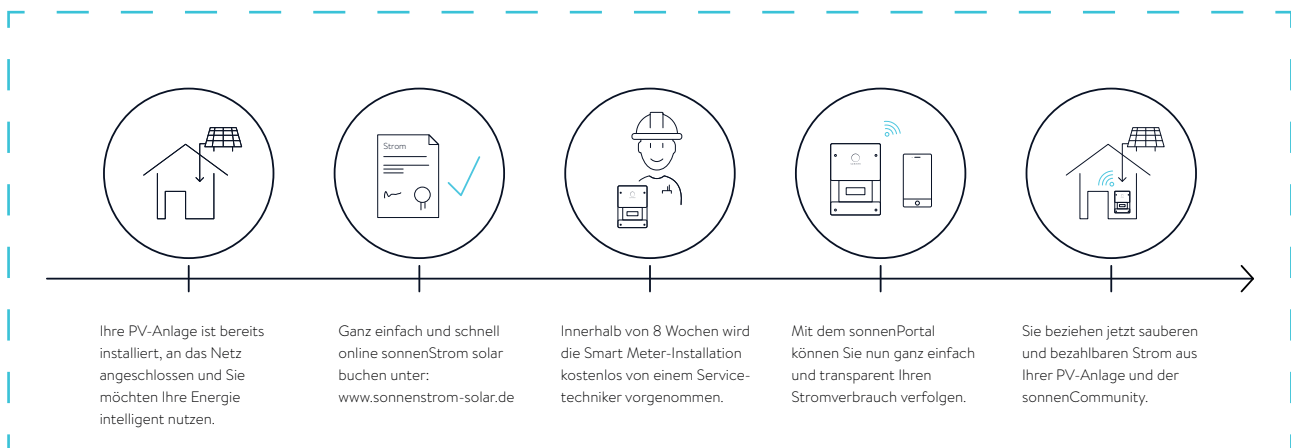 Strom
Ihre PV-Anlage ist bereits
installiert, an das Netz
angeschlossen und Sie
möchten Ihre Energie
intelligent nutzen.
Ganz einfach und schnell
online sonnenStrom solar
buchen unter:
www.sonnenstrom-solar.de
Innerhalb von 8 Wochen wird
die Smart Meter-Installation
kostenlos von einem Service-
techniker vorgenommen.
Mit dem sonnenPortal
können Sie nun ganz einfach
und transparent Ihren
Stromverbrauch verfolgen.
Sie beziehen jetzt sauberen
und bezahlbaren Strom aus
Ihrer PV-Anlage und der
sonnenCommunity.